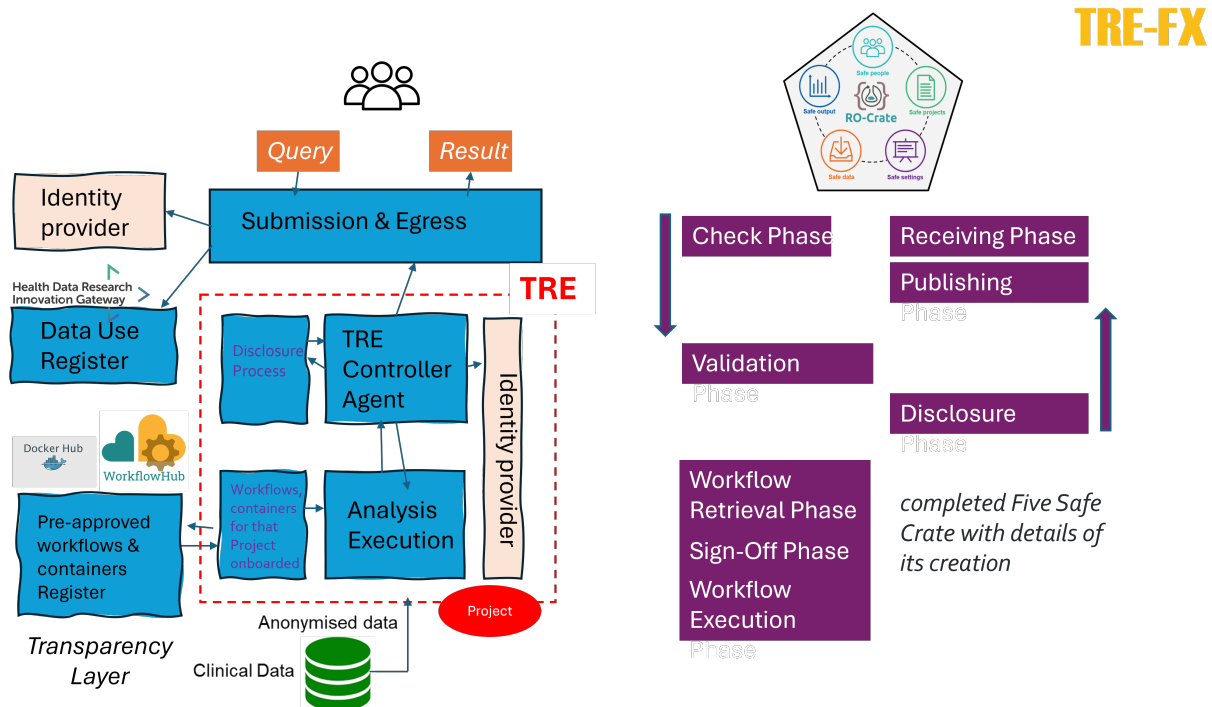 TRE-FX
Safe people
Safe output
Safe projects
RO-Crate
Safe data
Safe settings
Query
Result
Identity
provider
Submission & Egress
Health Data Research
Innovation Gateway
TRE
Data Use
Register
Disclosure
Process
TRE
Controller
Agent
Identity provider
Docker Hub
WorkflowHub
Pre-approved
workflows &
containers
Register
Workflows,
containers
for that
Project
onboarded
Analysis
Execution
Project
Anonymised data
Clinical Data
Transparency
Layer
Check Phase
Receiving Phase
Publishing
Phase
Validation
Phase
Disclosure
Phase
Workflow
Retrieval Phase
Sign-Off Phase
Workflow
Execution
Phase
completed Five Safe
Crate with details of
its creation